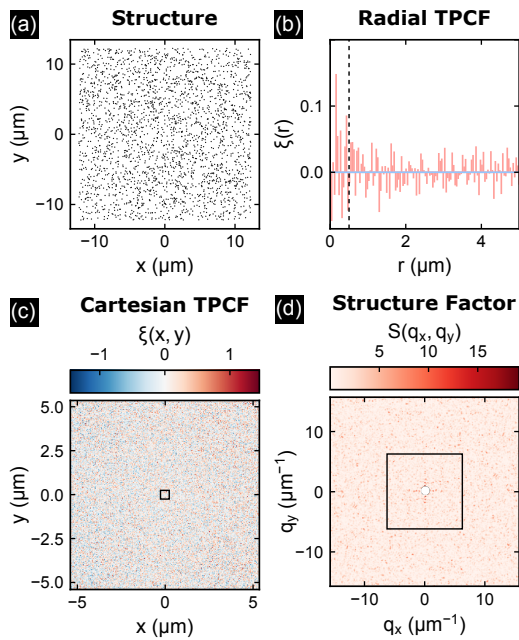 (a)
Structure
10
0
−10
y (μm)
−10
0
10
x (μm)
(b)
Radial TPCF
0.1
0.0
ξ(r)
0
2
4
r (μm)
(c)
Cartesian TPCF
ξ(x, y)
−1
0
1
5.0
2.5
0.0
−2.5
−5.0
y (μm)
−5
0
5
x (μm)
(d)
Structure Factor
S(qₓ, qᵧ)
5
10
15
10
0
−10
qᵧ (μm⁻¹)
−10
0
10
qₓ (μm⁻¹)